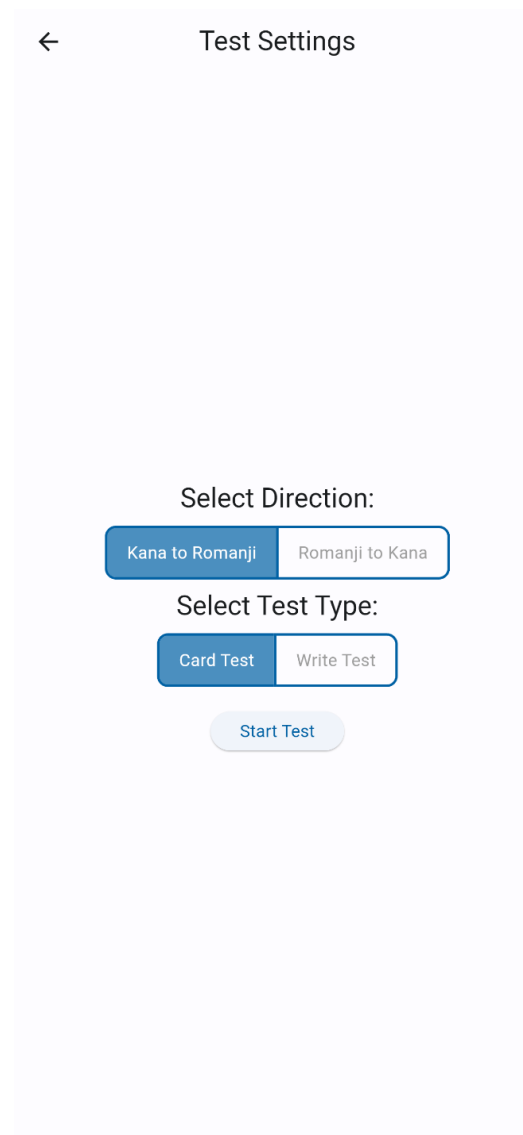 Test Settings
Select Direction:
Kana to Romanji Romanji to Kana
Select Test Type:
Card Test Write Test
Start Test